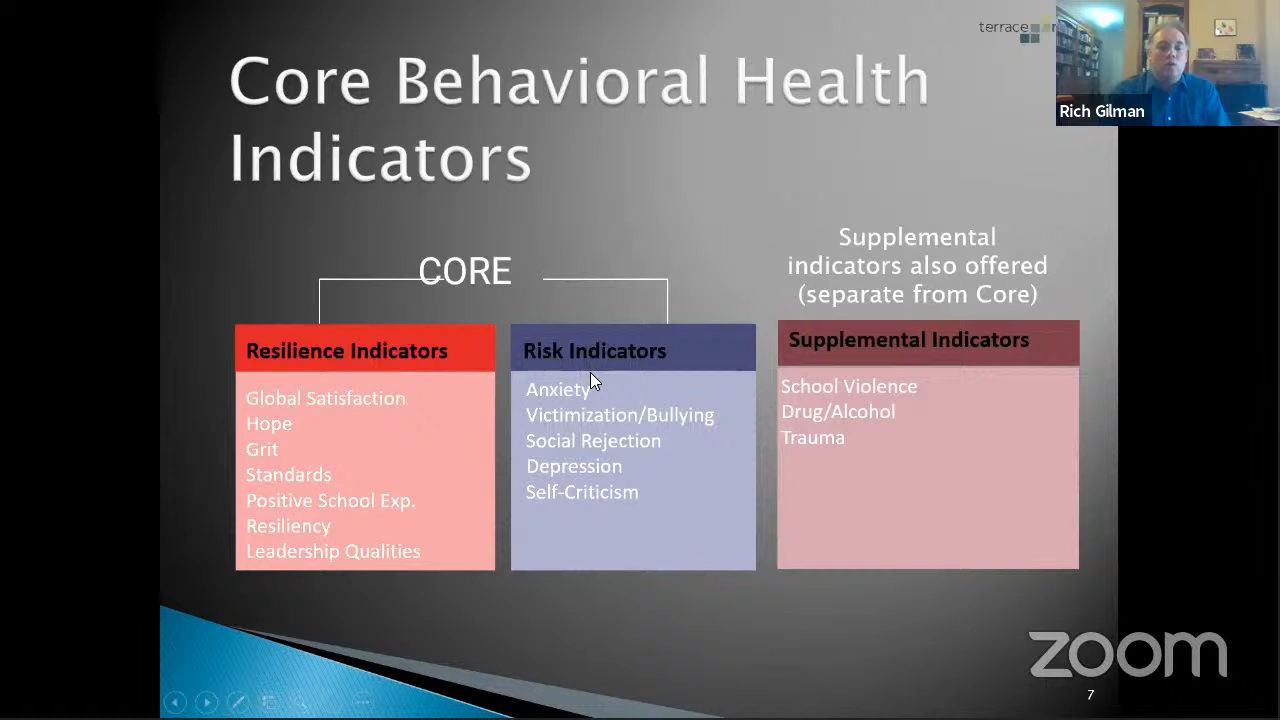 terrace
Rich Gilman
Core Behavioral Health
Indicators
CORE
Supplemental
indicators also offered
(separate from Core)
Resilience Indicators
Global Satisfaction
Hope
Grit
Standards
Positive School Exp.
Resiliency
Leadership Qualities
Risk Indicators
Anxiety
Victimization/Bullying
Social Rejection
Depression
Self-Criticism
Supplemental Indicators
School Violence
Drug/Alcohol
Trauma
zoom
7